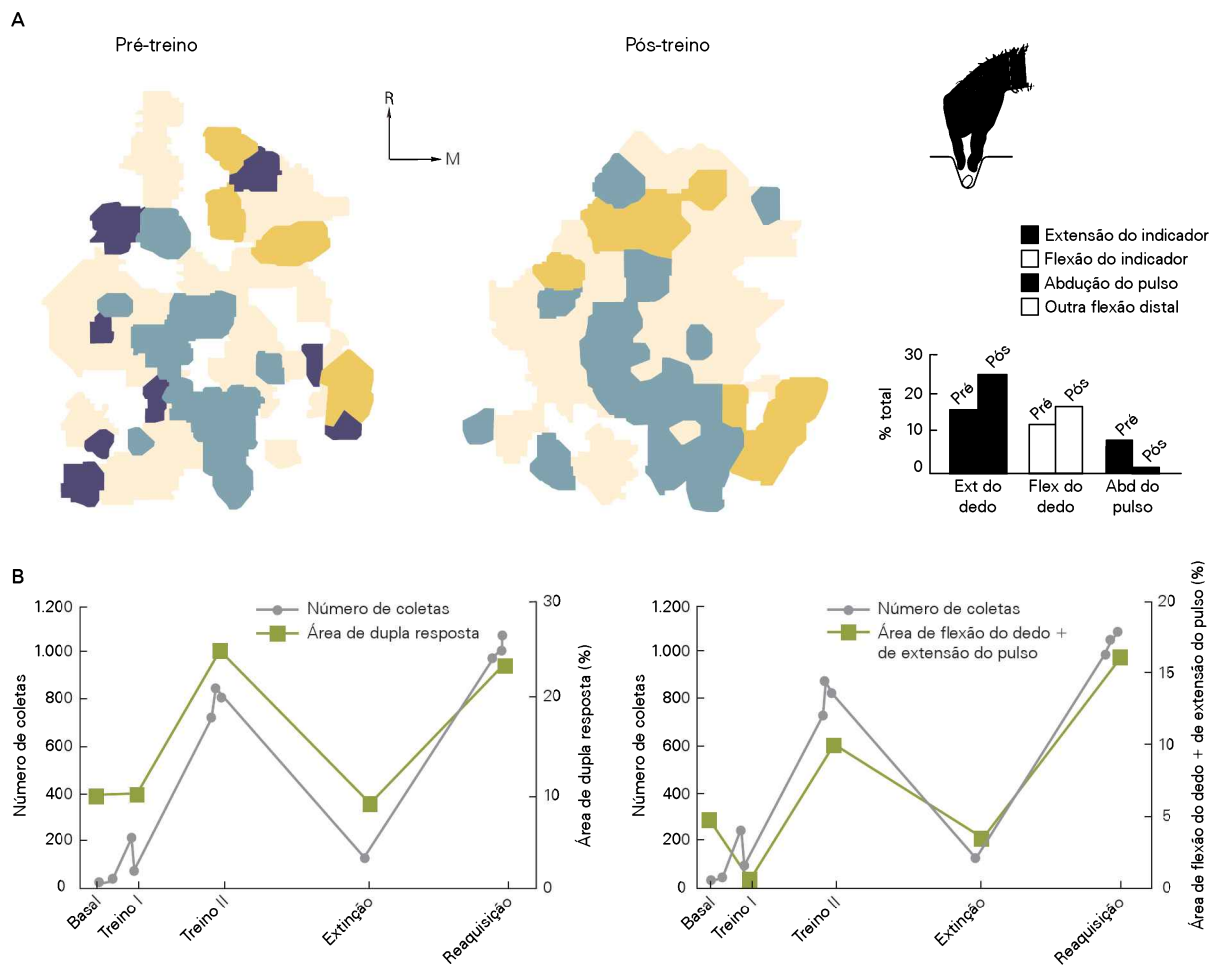 A
Pré-treino
Pós-treino
R
M
Extensão do indicador
Flexão do indicador
Abdução do pulso
Outra flexão distal
% total
30
20
10
0
Pré
Pós
Pré
Pós
Pré
Pós
Ext do
dedo
Flex do
dedo
Abd do
pulso
B
Número de coletas
1.200
1.000
800
600
400
200
0
Número de coletas
Área de dupla resposta
30
20
10
0
Área de dupla resposta (%)
Basal
Treino I
Treino II
Extinção
Reaquisição
Número de coletas
1.200
1.000
800
600
400
200
0
Número de coletas
Área de flexão do dedo +
de extensão do pulso
20
15
10
5
0
Área de flexão do dedo + de extensão do pulso (%)
Basal
Treino I
Treino II
Extinção
Reaquisição